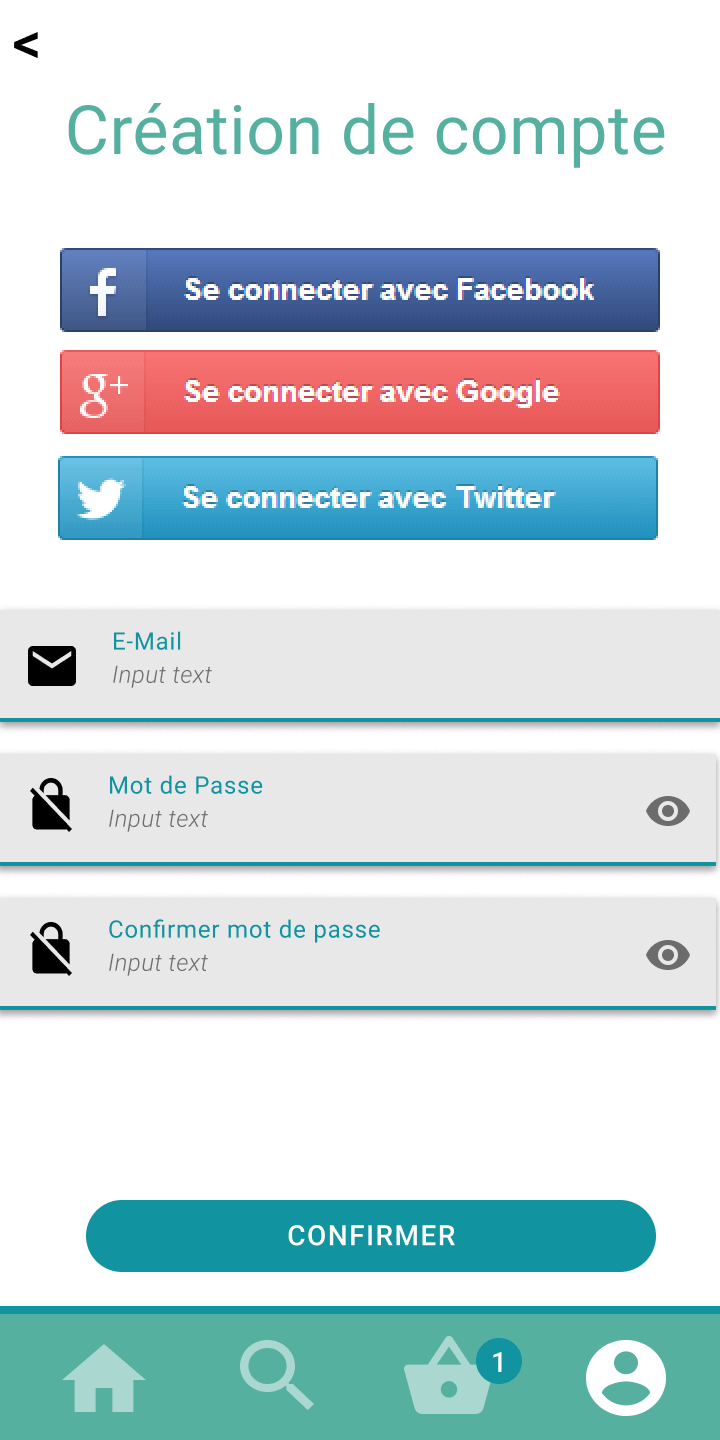 <
Création de compte
f Se connecter avec Facebook
g+ Se connecter avec Google
Se connecter avec Twitter
E-Mail
Input text
Mot de Passe
Input text
Confirmer mot de passe
Input text
CONFIRMER
1